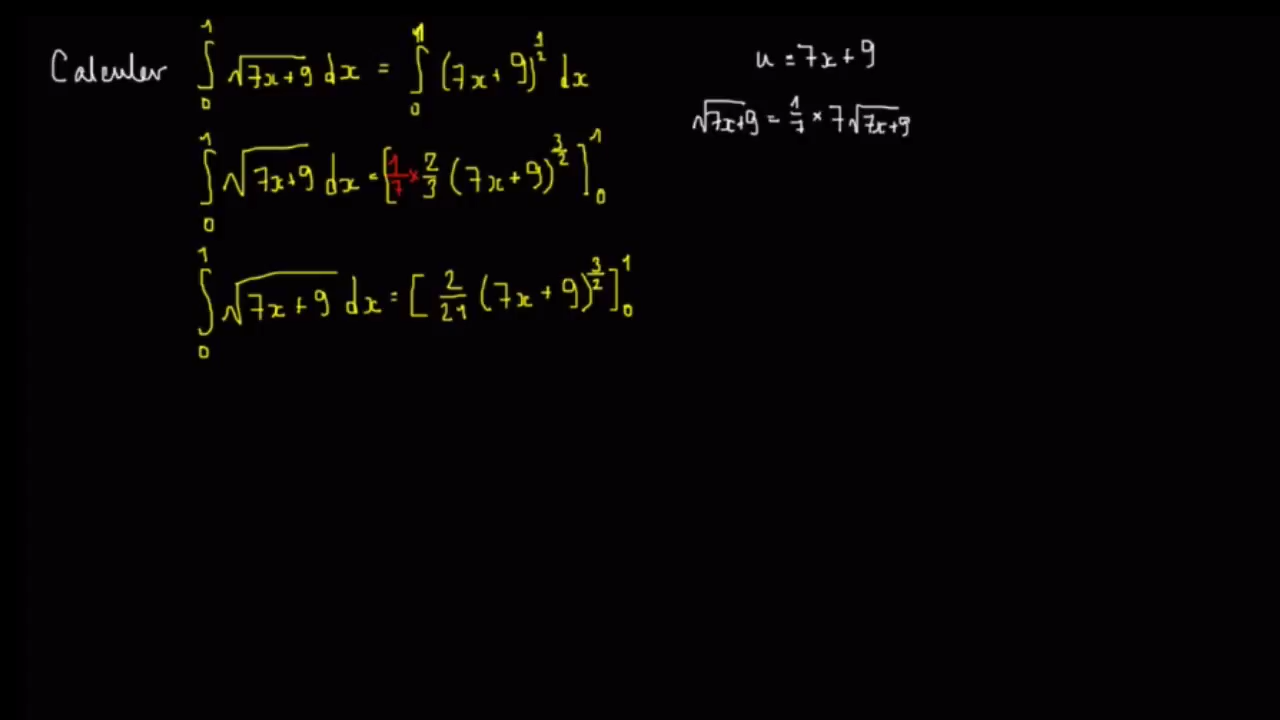 Calculer ∫₀¹ √(7x+9) dx = ∫₀¹ (7x+9)^(1/2) dx
u = 7x+9
√(7x+9) = 1/7 × 7√(7x+9)
∫₀¹ √(7x+9) dx = [1/7 × 2/3 (7x+9)^(3/2)]₀¹
∫₀¹ √(7x+9) dx = [2/21 (7x+9)^(3/2)]₀¹